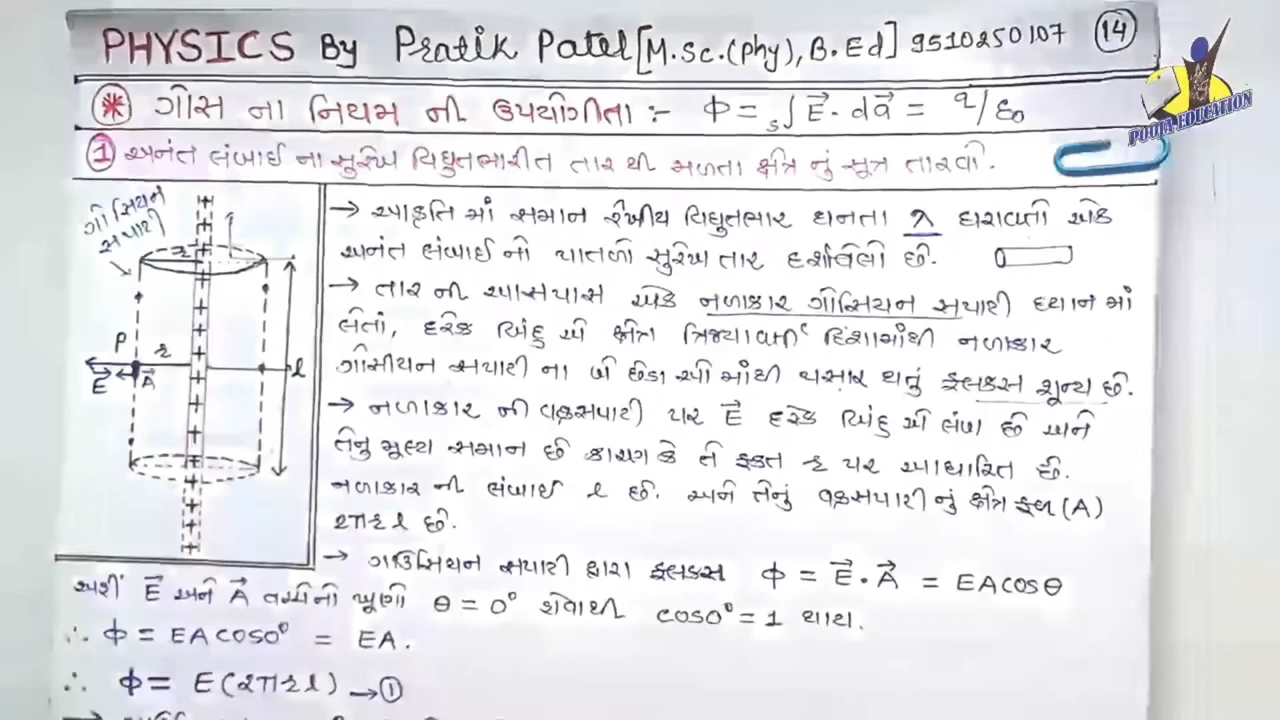 PHYSICS By Pratik Patel [M.Sc.(phy), B.Ed] 9510250107 14
POOJA EDUCATION
* ગૉસ ના નિયમ ની ઉપયોગીતા :- Φ = s∫ E⃗ · da⃗ = q/ε₀
① અનંત લંબાઈ ના સુરેખ વિદ્યુતભારીત તાર થી મળતા ક્ષેત્ર નું સૂત્ર તારવો.
ગૉસિયન
સપાટી
→ આકૃતિ માં સમાન રેખીય વિદ્યુતભાર ઘનતા λ ધરાવતી એક
અનંત લંબાઈ નો પાતળો સુરેખ તાર દર્શાવેલો છે.
→ તાર ની આસપાસ એક નળાકાર ગૉસિયન સપાટી ધ્યાન માં
લેતાં, દરેક બિંદુ એ ક્ષેત્ર ત્રિજ્યાવર્તી દિશામાંથી નળાકાર
ગૉસીયન સપાટી ના બે છેડા ઓ માંથી પસાર થતું ફ્લક્સ શૂન્ય છે.
→ નળાકાર ની વક્રસપાટી પર E⃗ દરેક બિંદુ એ લંબ છે અને
તેનું મૂલ્ય સમાન છે કારણ કે તે ફક્ત r પર આધારિત છે.
નળાકાર ની લંબાઈ l છે. અને તેનું વક્રસપાટી નું ક્ષેત્રફળ (A)
2πrl છે.
→ ગાઉસિયન સપાટી દ્વારા ફ્લક્સ Φ = E⃗ · A⃗ = EA cosθ
r
P
r
E⃗
A⃗
l
અહીં E⃗ અને A⃗ વચ્ચેનો ખૂણો θ = 0° હોવાથી cos0° = 1 થાય.
∴ Φ = EA cos0° = EA.
∴ Φ = E(2πrl) → ①